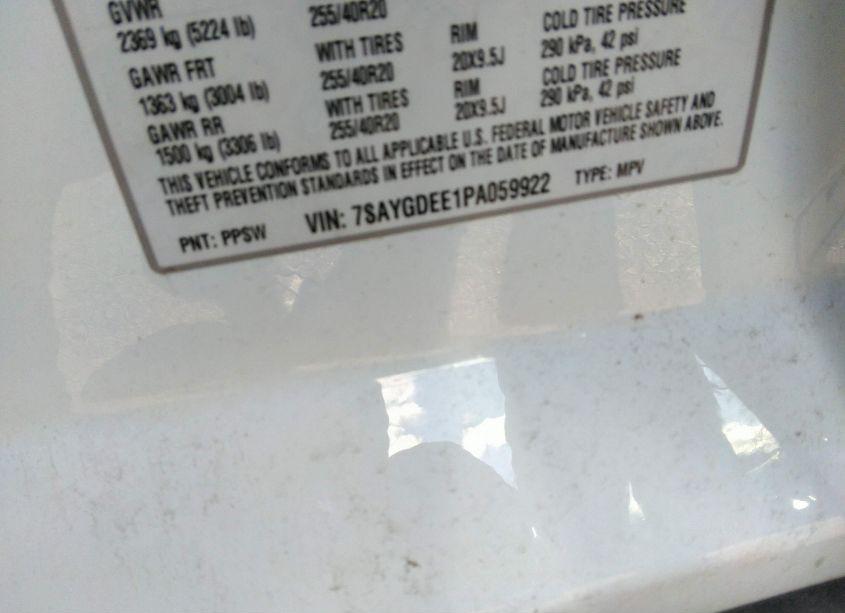 GVWR
2369 kg (5224 lb) 255/40R20
COLD TIRE PRESSURE
GAWR FRT WITH TIRES RIM 290 kPa, 42 psi
1363 kg (3004 lb) 255/40R20 20X9.5J
GAWR RR WITH TIRES RIM COLD TIRE PRESSURE
1500 kg (3306 lb) 255/40R20 20X9.5J 290 kPa, 42 psi
THIS VEHICLE CONFORMS TO ALL APPLICABLE U.S. FEDERAL MOTOR VEHICLE SAFETY AND
THEFT PREVENTION STANDARDS IN EFFECT ON THE DATE OF MANUFACTURE SHOWN ABOVE.
PNT: PPSW VIN: 7SAYGDEE1PA059922 TYPE: MPV